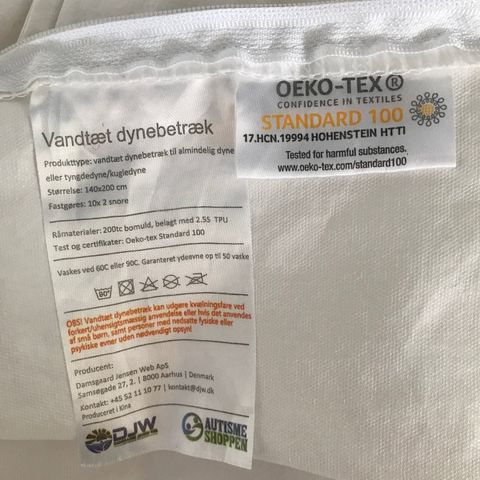 Vandtæt dynebetræk
Produkttype: vandtæt dynebetræk til almindelig dyne
eller tyngdedyne/kugledyne
Størrelse: 140x200 cm
Fastgøres: 10x 2 snore
Råmaterialer: 200tc bomuld, belagt med 2.5S TPU
Test og certifikater: Oeko-tex Standard 100
Vaskes ved 60C eller 90C. Garanteret ydeevne op til 50 vaske
90°
OBS! Vandtæt dynebetræk kan udgøre kvælningsfare ved
forkert/uhensigtsmæssig anvendelse eller hvis det anvendes
af små børn, samt personer med nedsatte fysiske eller
psykiske evner uden nødvendigt opsyn!
Producent:
Damsgaard Jensen Web ApS
Samsøgade 27, 2. | 8000 Aarhus | Denmark
Kontakt: +45 52 11 10 77 | kontakt@djw.dk
Produceret i Kina
DJW
AUTISME
SHOPPEN
OEKO-TEX®
CONFIDENCE IN TEXTILES
STANDARD 100
17.HCN.19994 HOHENSTEIN HTTI
Tested for harmful substances.
www.oeko-tex.com/standard100